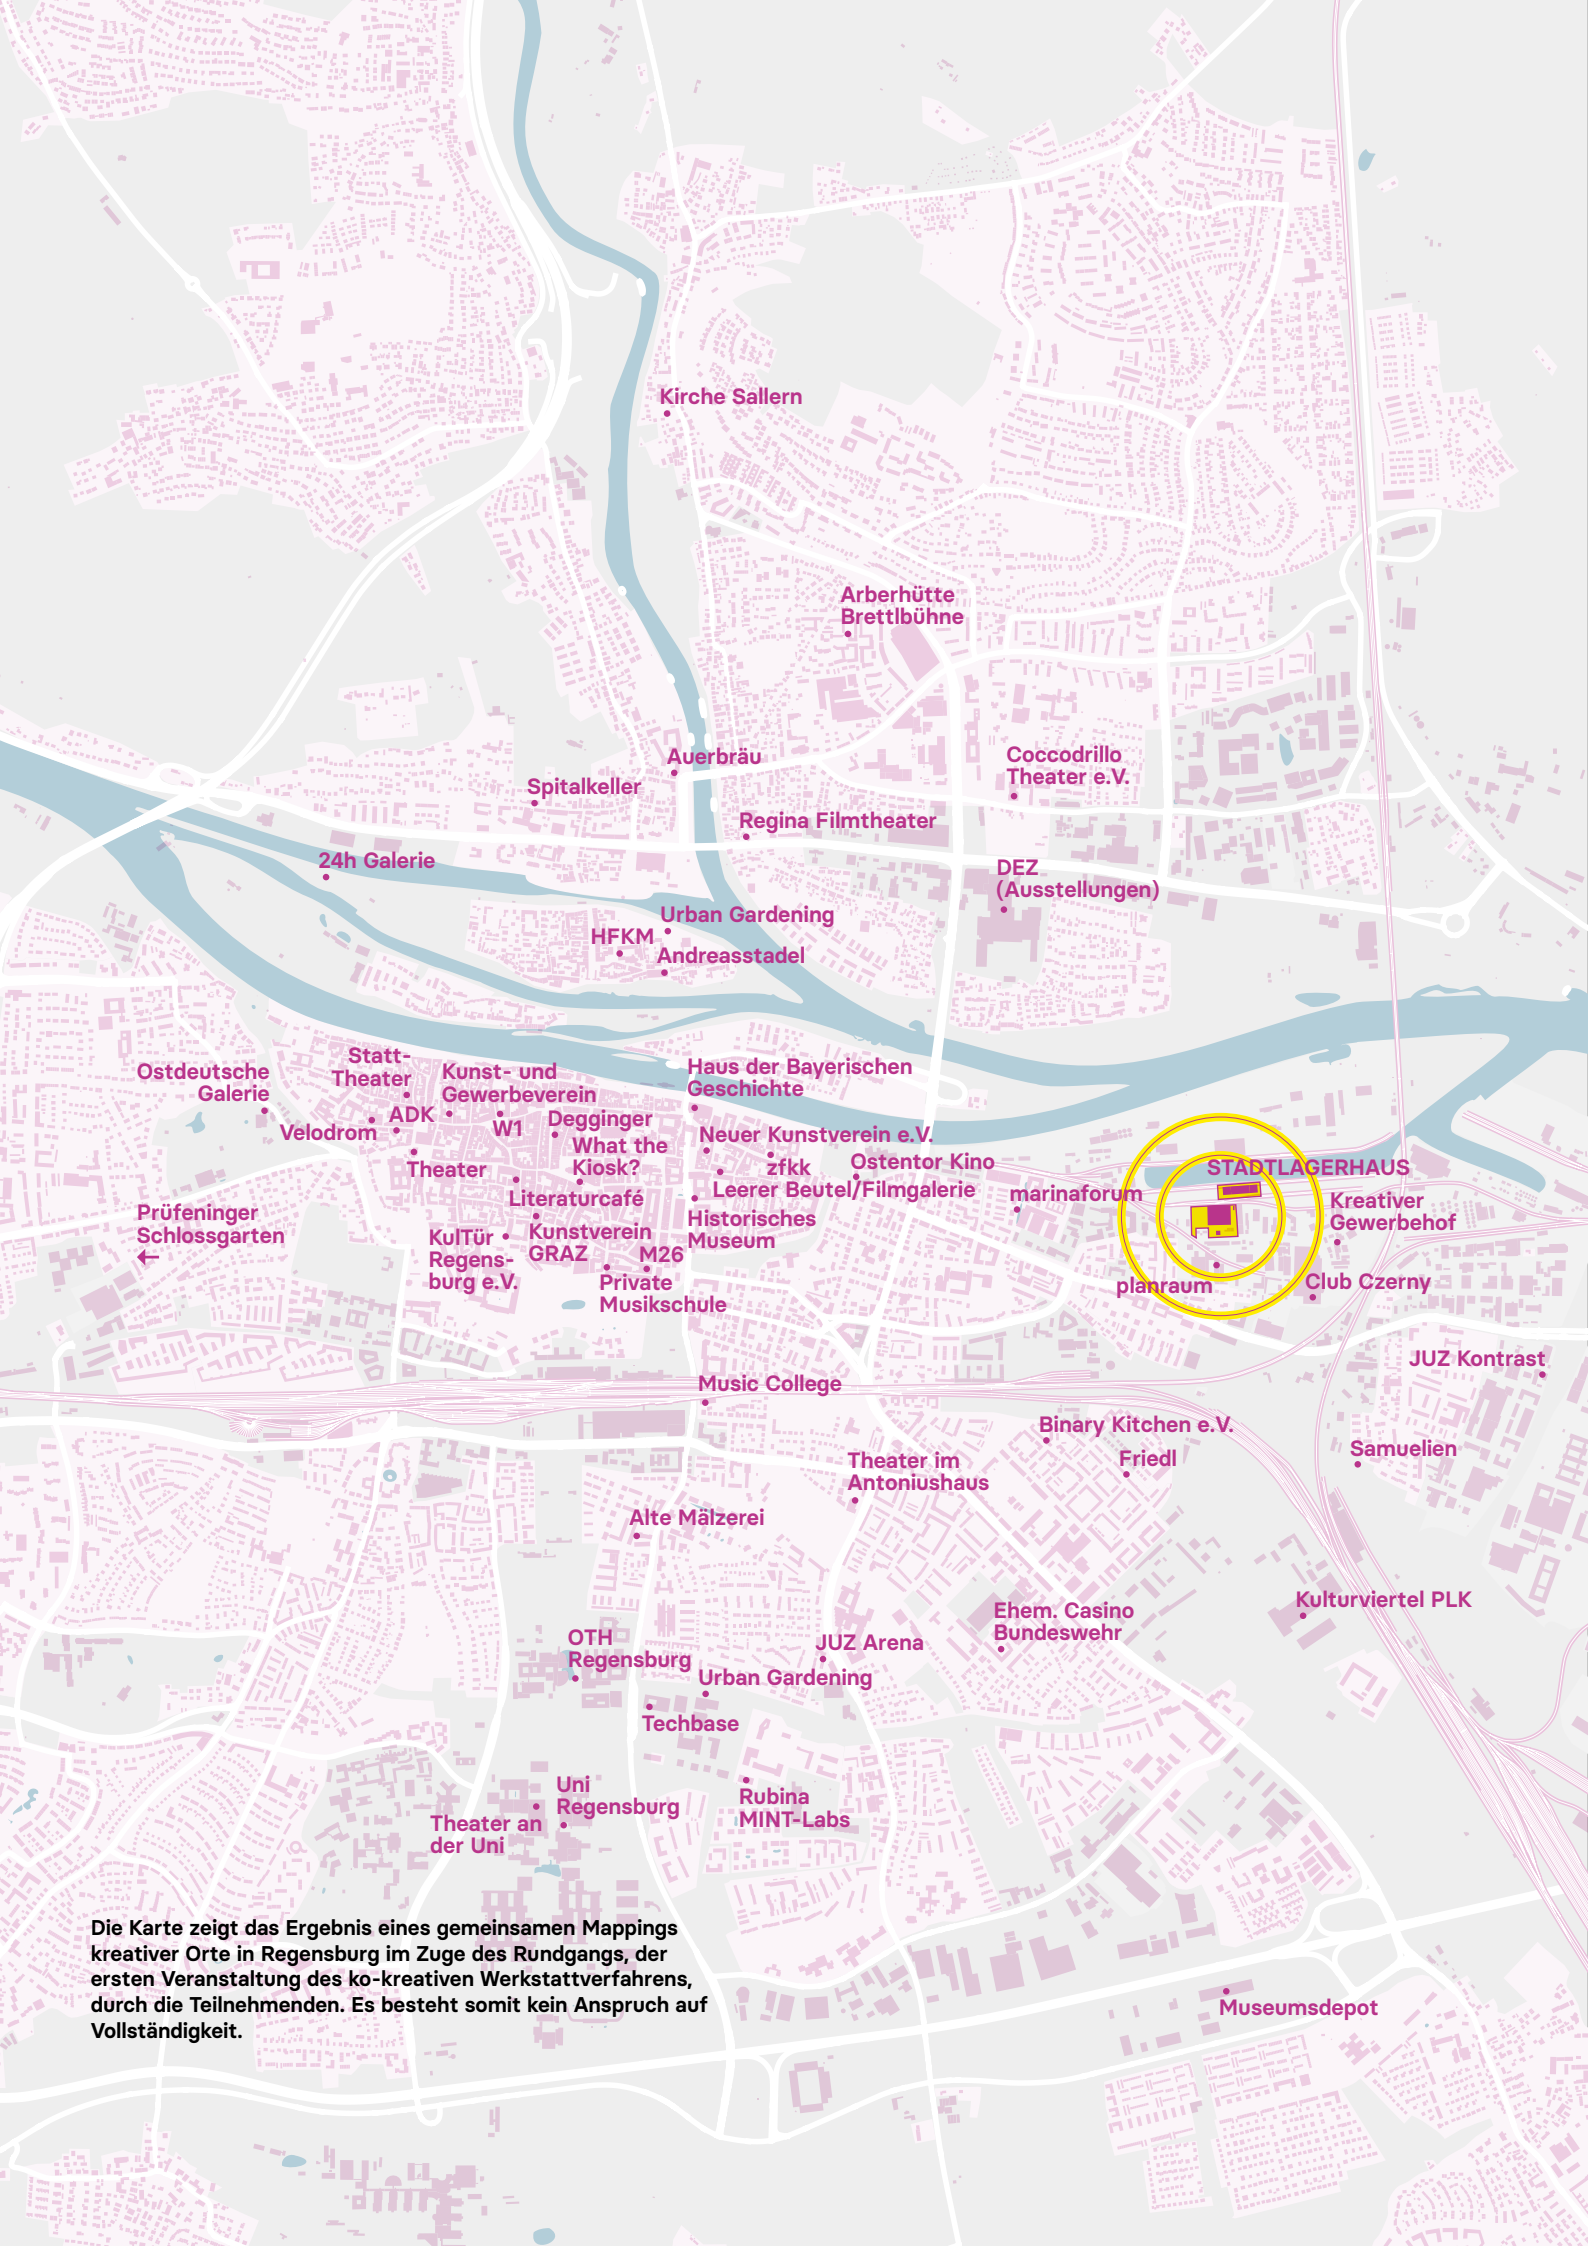 Kirche Sallern
Arberhütte
Brettlbühne
Auerbräu
Coccodrillo
Theater e.V.
Spitalkeller
Regina Filmtheater
24h Galerie
DEZ
(Ausstellungen)
Urban Gardening
HFKM
Andreasstadel
Statt-
Theater
Ostdeutsche
Galerie
Kunst- und
Gewerbeverein
Haus der Bayerischen
Geschichte
ADK
Velodrom
W1
Degginger
What the
Kiosk?
Neuer Kunstverein e.V.
zfkk
Ostentor Kino
Theater
Leerer Beutel/Filmgalerie
Literaturcafé
marinaforum
STADTLAGERHAUS
Kreativer
Gewerbehof
Prüfeninger
Schlossgarten
←
KulTür
Regens-
burg e.V.
Kunstverein
GRAZ
Historisches
Museum
M26
Private
Musikschule
planraum
Club Czerny
JUZ Kontrast
Music College
Binary Kitchen e.V.
Friedl
Samuelien
Theater im
Antoniushaus
Alte Mälzerei
Kulturviertel PLK
Ehem. Casino
Bundeswehr
OTH
Regensburg
JUZ Arena
Urban Gardening
Techbase
Uni
Regensburg
Rubina
MINT-Labs
Theater an
der Uni
Die Karte zeigt das Ergebnis eines gemeinsamen Mappings
kreativer Orte in Regensburg im Zuge des Rundgangs, der
ersten Veranstaltung des ko-kreativen Werkstattverfahrens,
durch die Teilnehmenden. Es besteht somit kein Anspruch auf
Vollständigkeit.
Museumsdepot